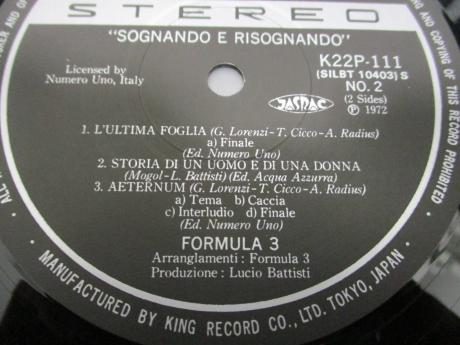 STEREO
"SOGNANDO E RISOGNANDO"
K22P-111
(SILBT 10403) S
NO. 2
(2 Sides)
Ⓟ 1972
Licensed by
Numero Uno, Italy
JASRAC
1. L'ULTIMA FOGLIA (G. Lorenzi-T. Cicco-A. Radius)
a) Finale
(Ed. Numero Uno)
2. STORIA DI UN UOMO E DI UNA DONNA
(Mogol-L. Battisti) (Ed. Acqua Azzurra)
3. AETERNUM (G. Lorenzi-T. Cicco-A. Radius)
a) Tema b) Caccia
c) Interludio d) Finale
(Ed. Numero Uno)
FORMULA 3
Arranglamenti : Formula 3
Produzione : Lucio Battisti
MANUFACTURED BY KING RECORD CO., LTD. TOKYO, JAPAN
AND COPYING OF THIS RECORD PROHIBITED